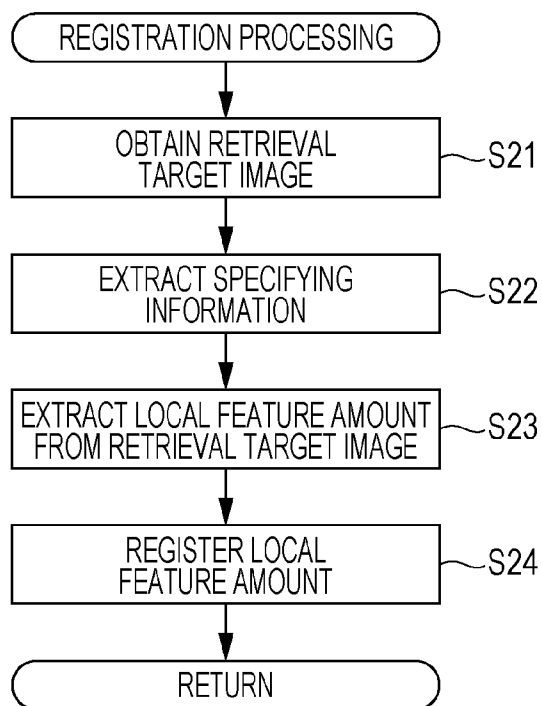 REGISTRATION PROCESSING
OBTAIN RETRIEVAL
TARGET IMAGE
S21
EXTRACT SPECIFYING
INFORMATION
S22
EXTRACT LOCAL FEATURE AMOUNT
FROM RETRIEVAL TARGET IMAGE
S23
REGISTER LOCAL
FEATURE AMOUNT
S24
RETURN